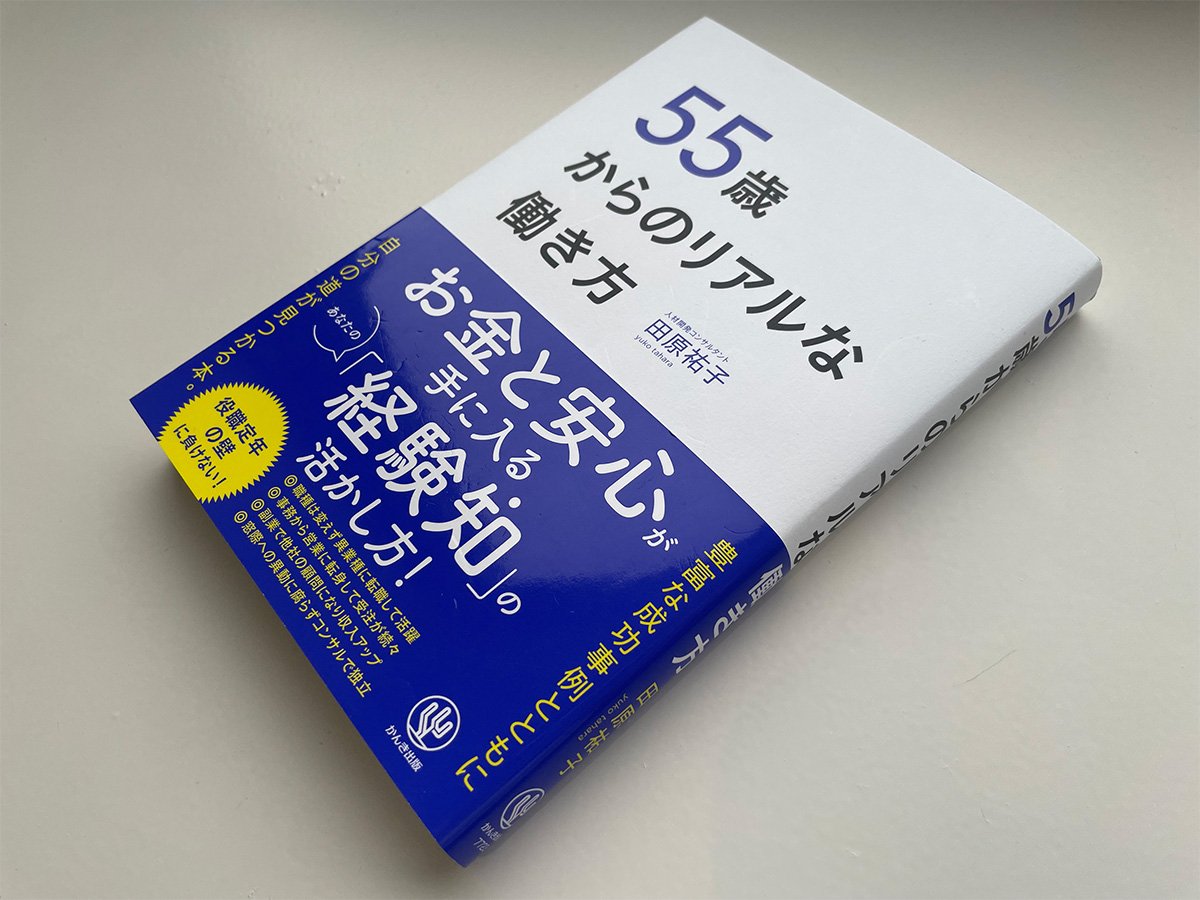 55歳
からのリアルな
働き方
人材開発コンサルタント
田原祐子
yuko tahara
豊富な成功事例とともに
自分の道が見つかる本。
お金と安心が
手に入る
あなたの
「経験知」の
活かし方!
役職定年
の壁
に負けない!
◎職種は変えず異業種に転職して活躍
◎事務から営業に転身して受注が続々
◎副業で他社の顧問になり収入アップ
◎窓際への異動に腐らずコンサルで独立
かんき出版
55歳からのリアルな働き方
田原祐子
yuko tahara
かんき